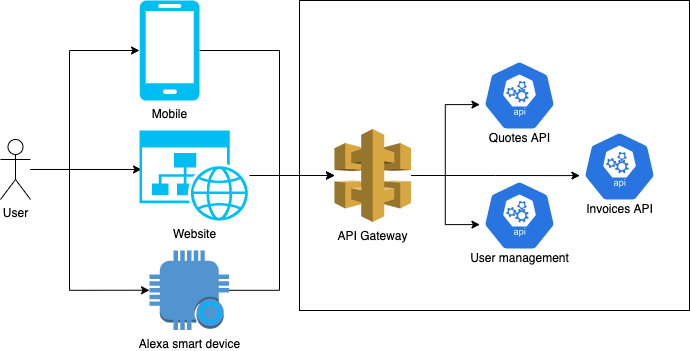 Mobile
api
Quotes API
User
Website
API Gateway
api
Invoices API
api
User management
Alexa smart device